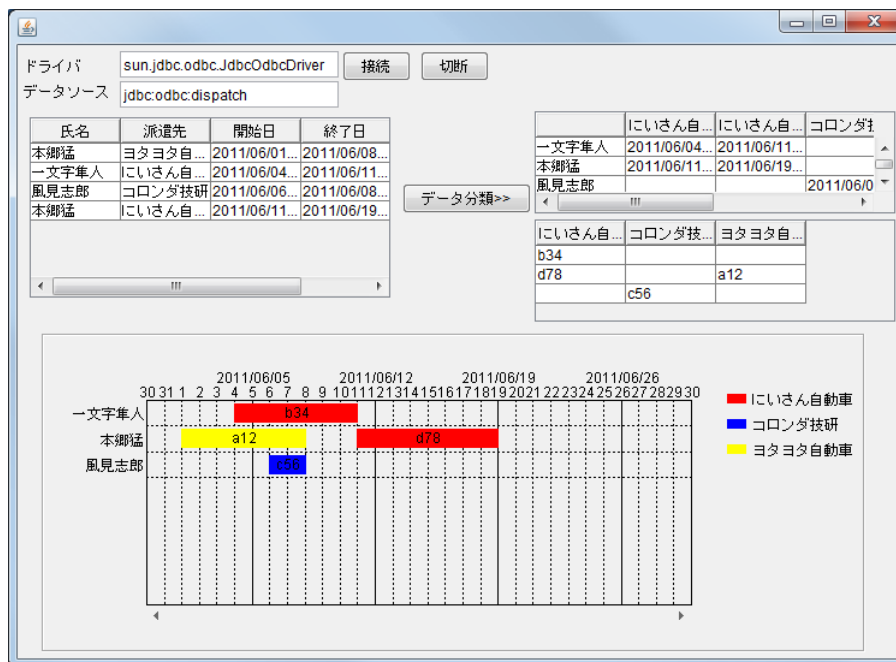 ドライバ sun.jdbc.odbc.JdbcOdbcDriver 接続 切断
データソース jdbc:odbc:dispatch
氏名 派遣先 開始日 終了日
本郷猛 ヨタヨタ自... 2011/06/01... 2011/06/08...
一文字隼人 にいさん自... 2011/06/04... 2011/06/11...
風見志郎 コロンダ技研 2011/06/06... 2011/06/08...
本郷猛 にいさん自... 2011/06/11... 2011/06/19...
データ分類>>
にいさん自... にいさん自... コロンダ
一文字隼人 2011/06/04... 2011/06/11...
本郷猛 2011/06/11... 2011/06/19...
風見志郎 2011/06/0
にいさん自... コロンダ技... ヨタヨタ自...
b34
d78 a12
c56
2011/06/05 2011/06/12 2011/06/19 2011/06/26
30 31 1 2 3 4 5 6 7 8 9 10 11 12 13 14 15 16 17 18 19 20 21 22 23 24 25 26 27 28 29 30
一文字隼人 b34
本郷猛 a12 d78
風見志郎 c56
にいさん自動車
コロンダ技研
ヨタヨタ自動車